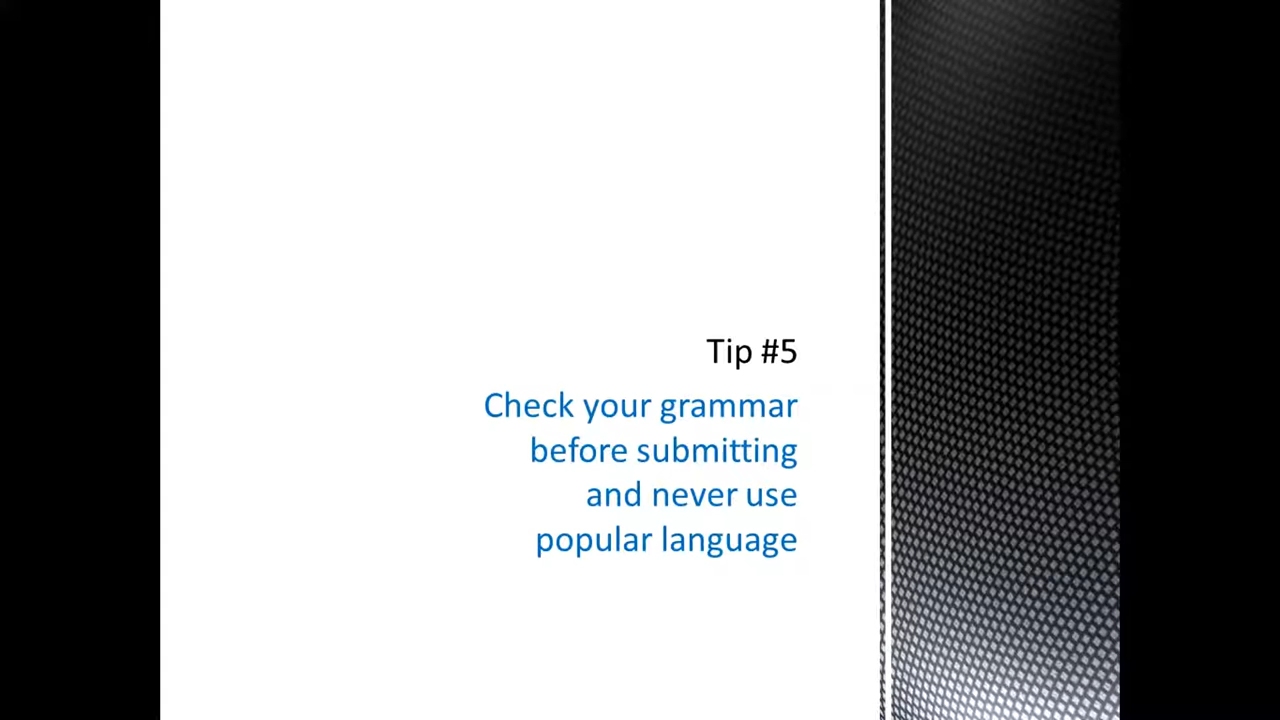 Tip #5
Check your grammar
before submitting
and never use
popular language